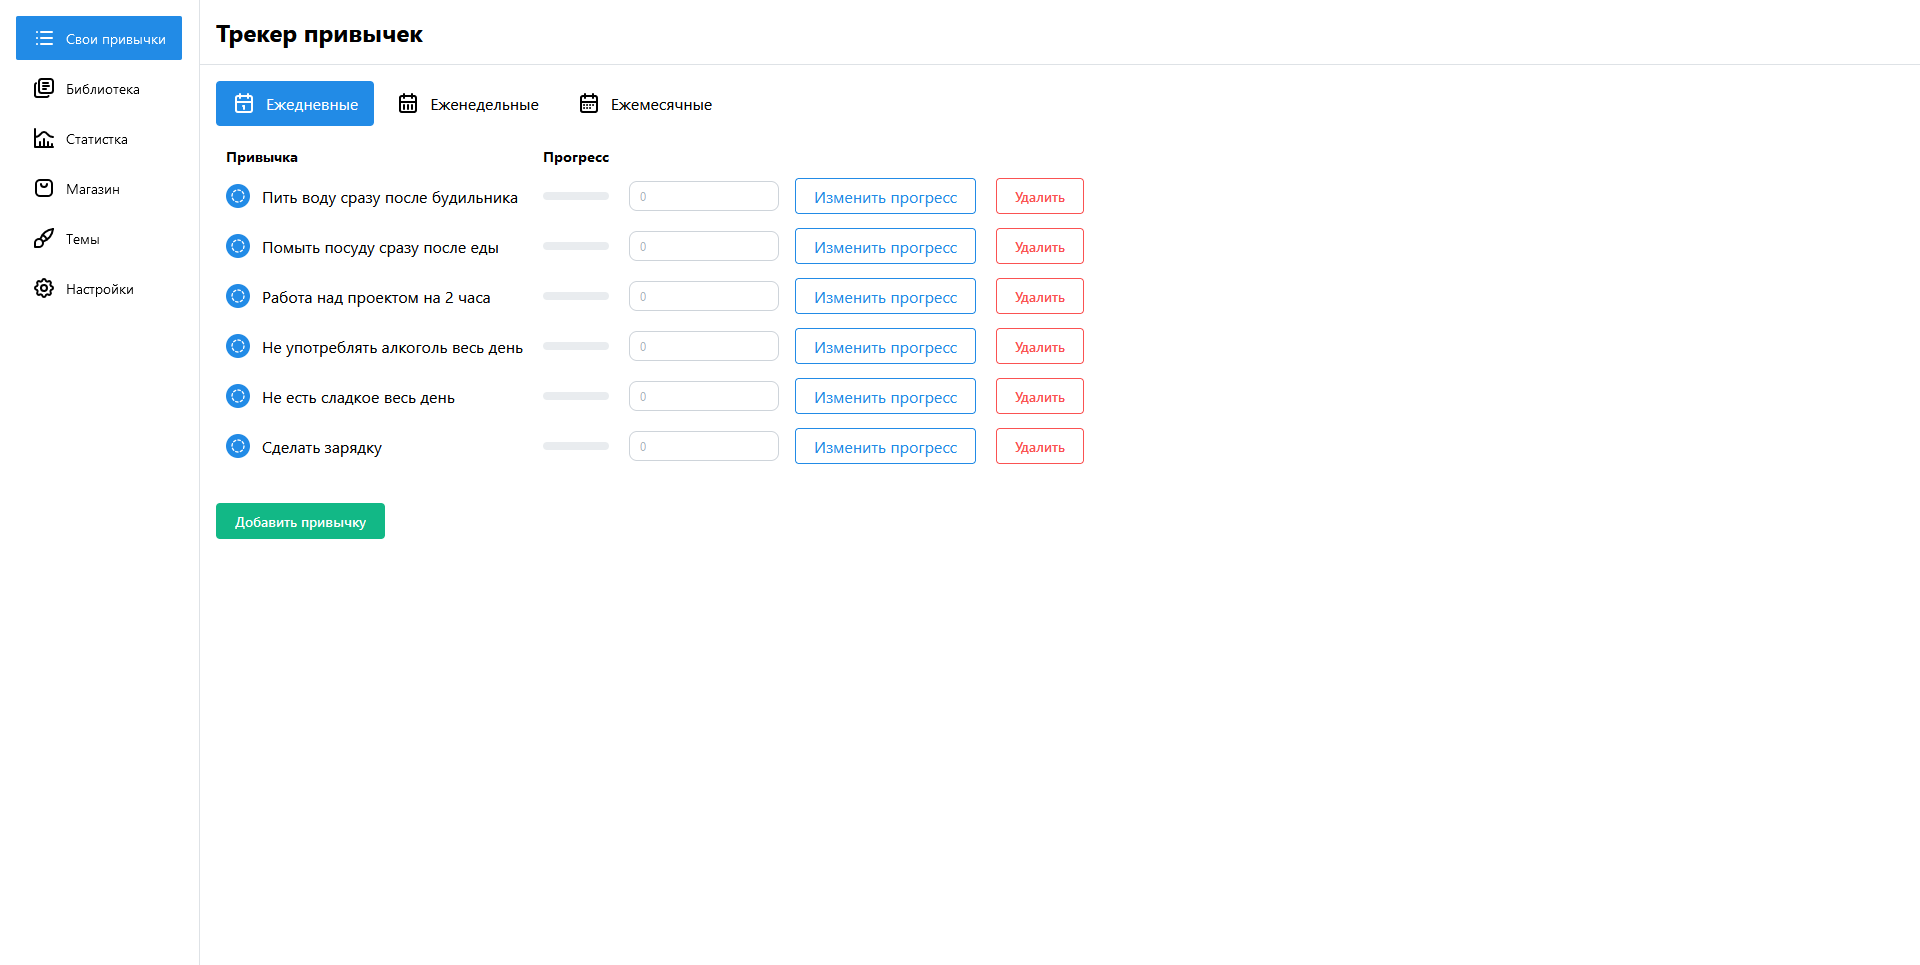 Свои привычки
Библиотека
Статистка
Магазин
Темы
Настройки
Трекер привычек
Ежедневные Еженедельные Ежемесячные
Привычка Прогресс
Пить воду сразу после будильника 0 Изменить прогресс Удалить
Помыть посуду сразу после еды 0 Изменить прогресс Удалить
Работа над проектом на 2 часа 0 Изменить прогресс Удалить
Не употреблять алкоголь весь день 0 Изменить прогресс Удалить
Не есть сладкое весь день 0 Изменить прогресс Удалить
Сделать зарядку 0 Изменить прогресс Удалить
Добавить привычку